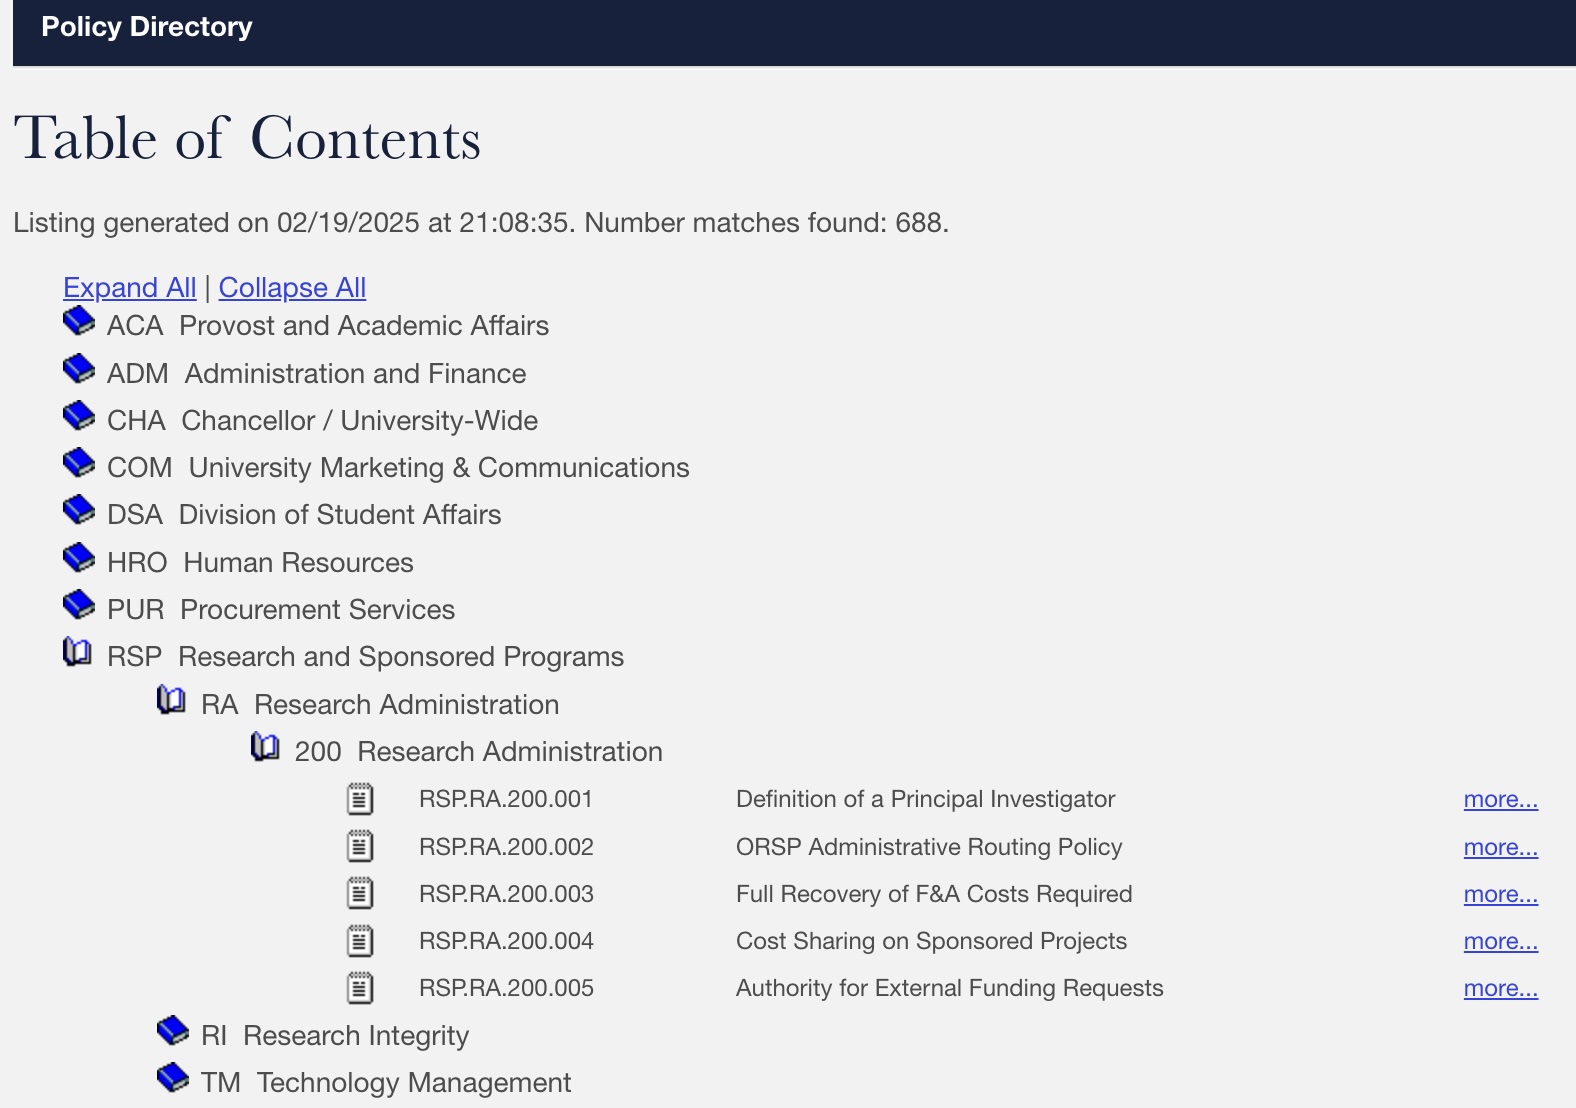 Policy Directory
Table of Contents
Listing generated on 02/19/2025 at 21:08:35. Number matches found: 688.
Expand All | Collapse All
ACA Provost and Academic Affairs
ADM Administration and Finance
CHA Chancellor / University-Wide
COM University Marketing & Communications
DSA Division of Student Affairs
HRO Human Resources
PUR Procurement Services
RSP Research and Sponsored Programs
RA Research Administration
200 Research Administration
RSP.RA.200.001 Definition of a Principal Investigator more...
RSP.RA.200.002 ORSP Administrative Routing Policy more...
RSP.RA.200.003 Full Recovery of F&A Costs Required more...
RSP.RA.200.004 Cost Sharing on Sponsored Projects more...
RSP.RA.200.005 Authority for External Funding Requests more...
RI Research Integrity
TM Technology Management